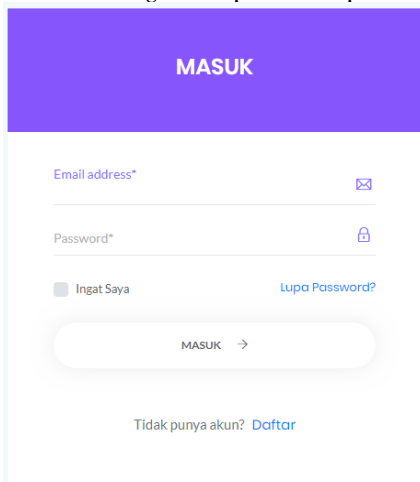 MASUK
Email address*
Password*
Ingat Saya Lupa Password?
MASUK →
Tidak punya akun? Daftar